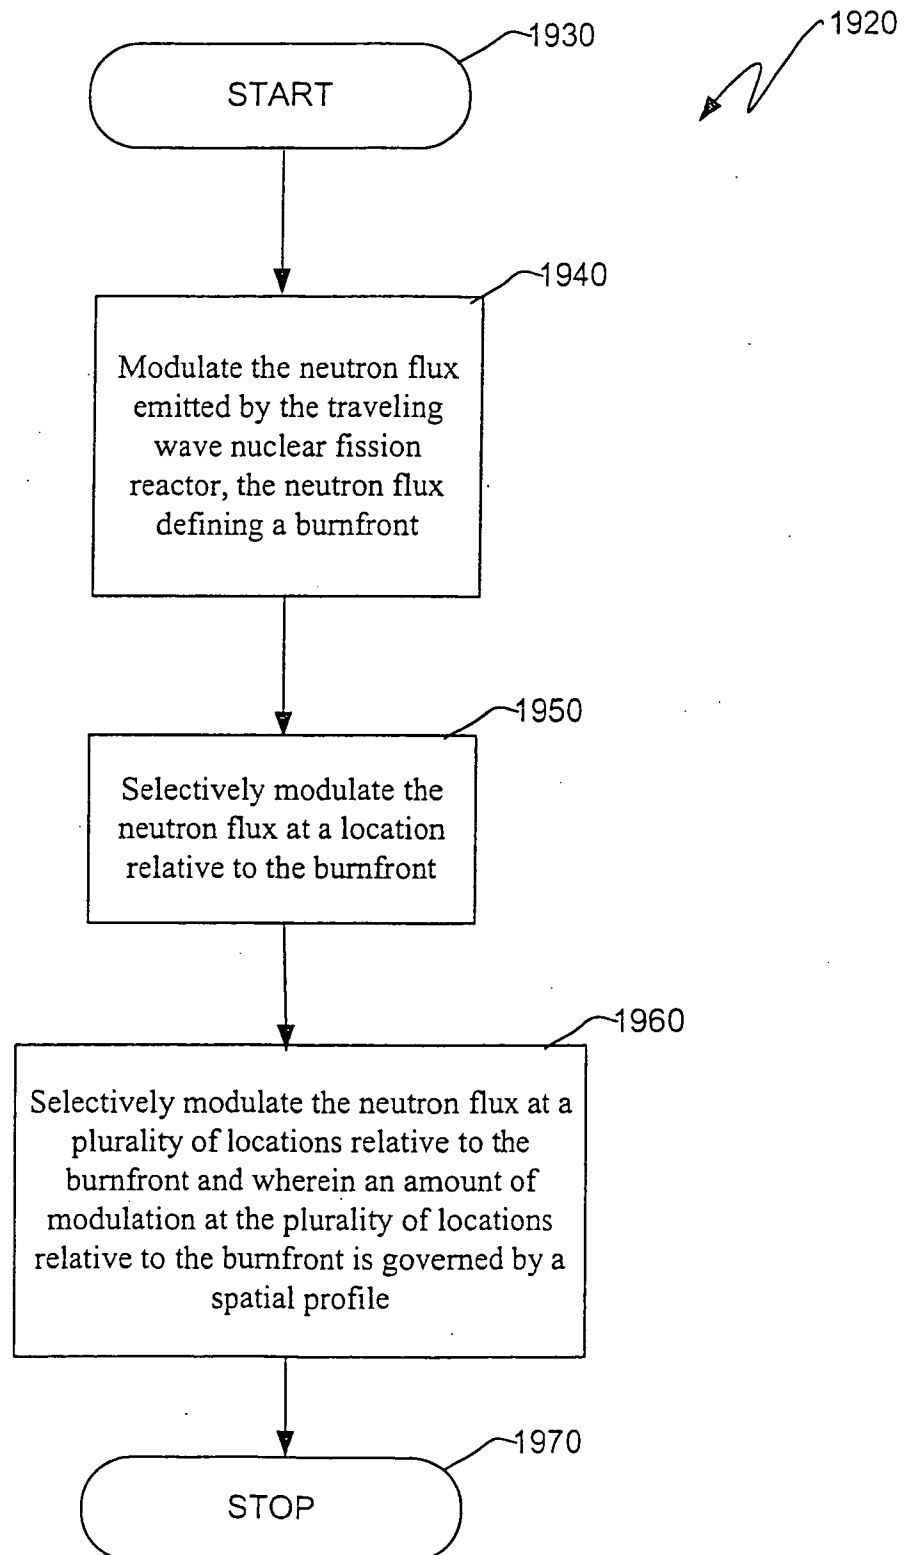 1920
1930
START
1940
Modulate the neutron flux
emitted by the traveling
wave nuclear fission
reactor, the neutron flux
defining a burnfront
1950
Selectively modulate the
neutron flux at a location
relative to the burnfront
1960
Selectively modulate the neutron flux at a
plurality of locations relative to the
burnfront and wherein an amount of
modulation at the plurality of locations
relative to the burnfront is governed by a
spatial profile
1970
STOP